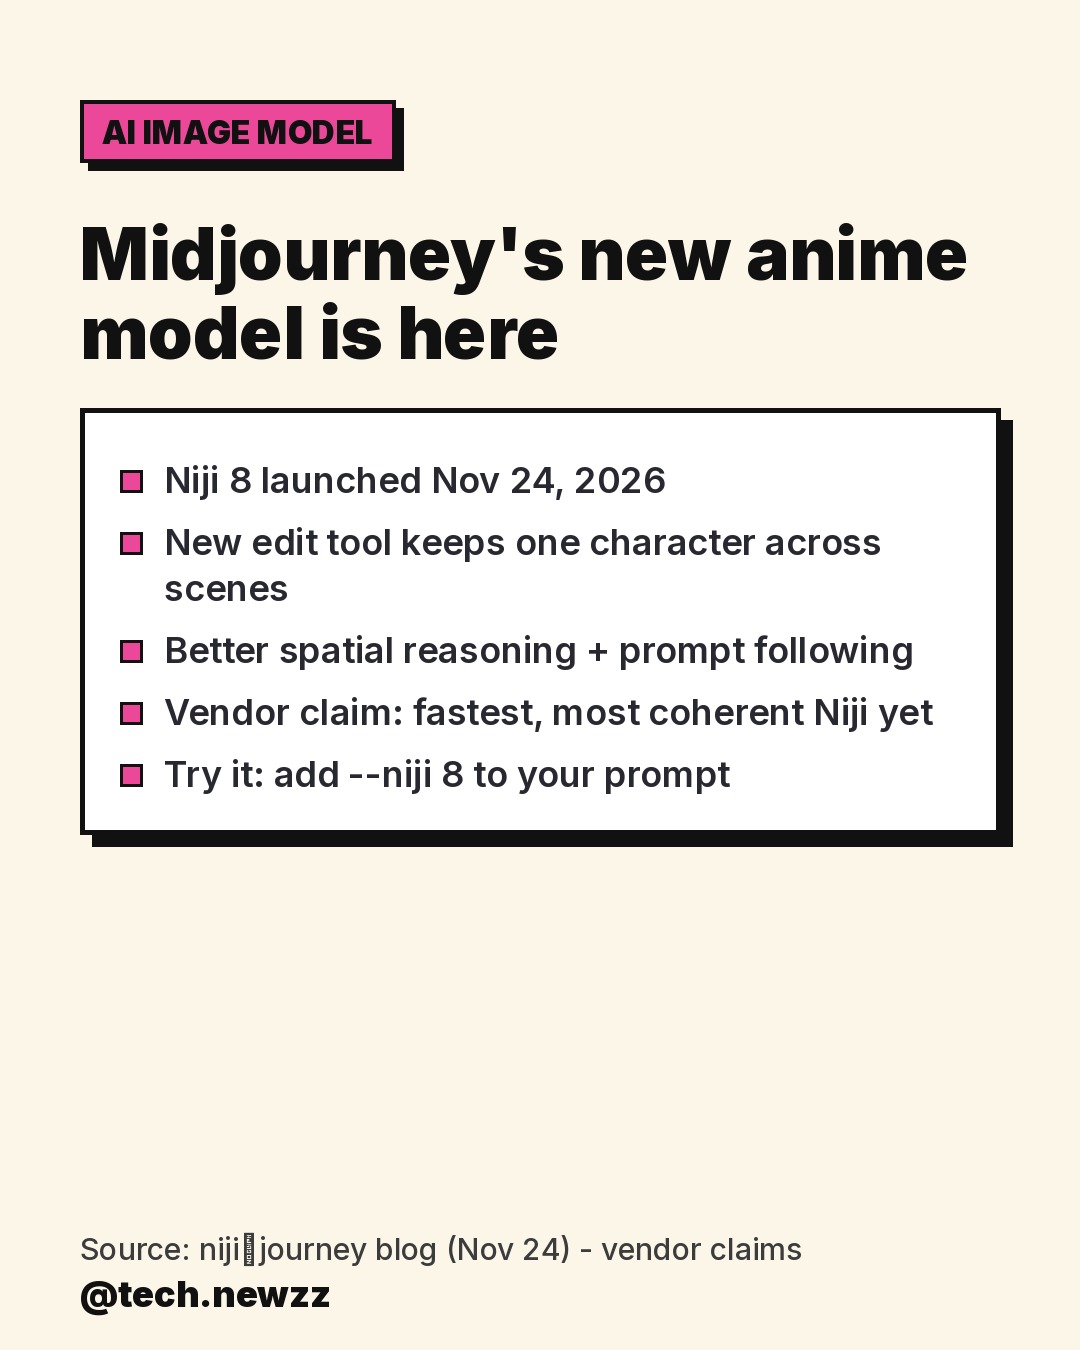 AI IMAGE MODEL
Midjourney's new anime
model is here
Niji 8 launched Nov 24, 2026
New edit tool keeps one character across
scenes
Better spatial reasoning + prompt following
Vendor claim: fastest, most coherent Niji yet
Try it: add --niji 8 to your prompt
Source: niji journey blog (Nov 24) - vendor claims
@tech.newzz